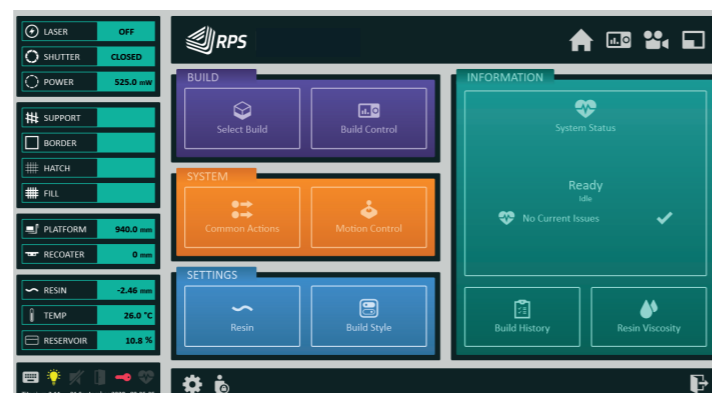 LASER OFF
SHUTTER CLOSED
POWER 525.0 mW
SUPPORT
BORDER
HATCH
FILL
PLATFORM 940.0 mm
RECOATER 0 mm
RESIN -2.46 mm
TEMP 26.0 °C
RESERVOIR 10.8 %
RPS
BUILD
Select Build
Build Control
SYSTEM
Common Actions
Motion Control
SETTINGS
Resin
Build Style
INFORMATION
System Status
Ready
Idle
No Current Issues
Build History
Resin Viscosity